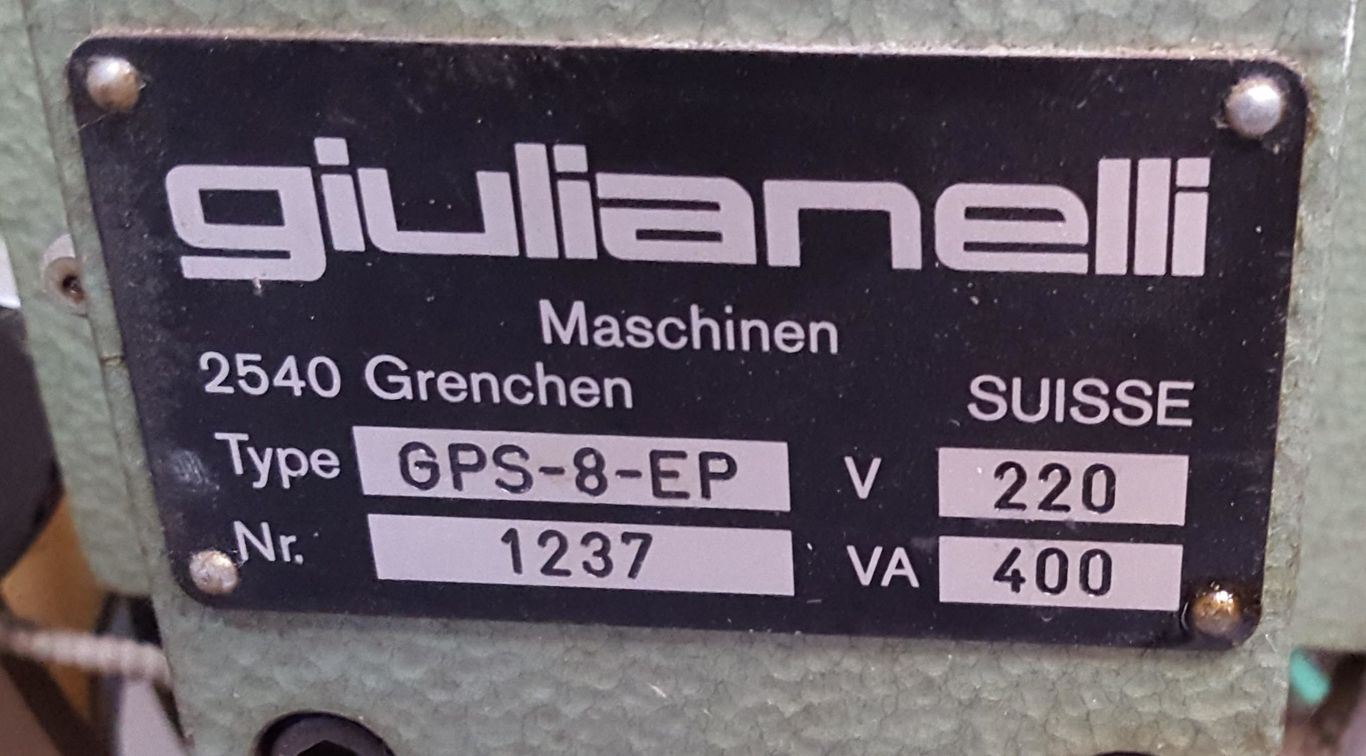 giulianelli
Maschinen
2540 Grenchen SUISSE
Type GPS-8-EP V 220
Nr. 1237 VA 400